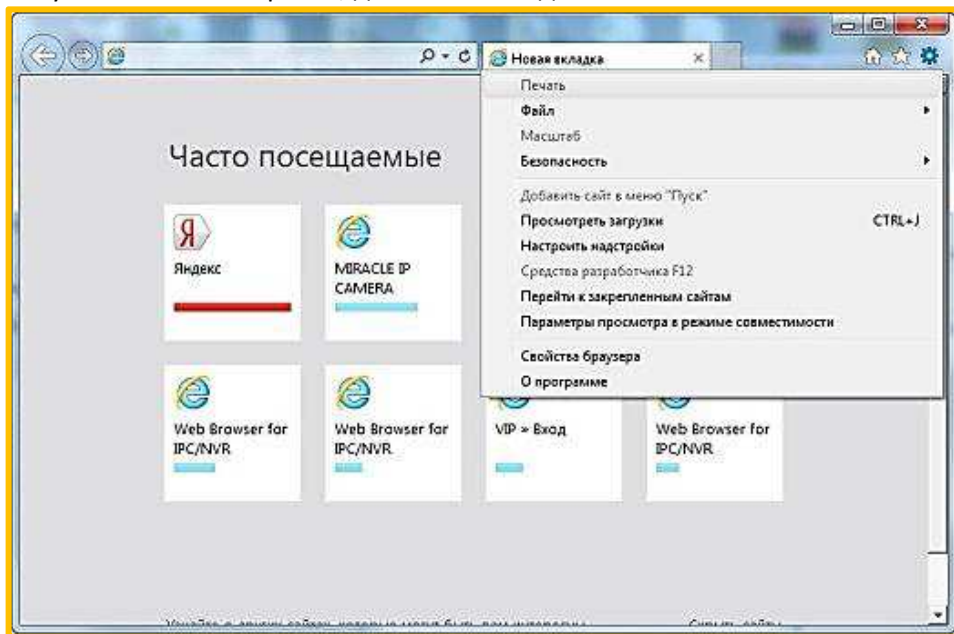 Новая вкладка
Печать
Файл
Масштаб
Безопасность
Добавить сайт в меню "Пуск"
Просмотреть загрузки CTRL+J
Настроить надстройки
Средства разработчика F12
Перейти к закрепленным сайтам
Параметры просмотра в режиме совместимости
Свойства браузера
О программе
Часто посещаемые
Я
Яндекс
MIRACLE IP
CAMERA
Web Browser for
IPC/NVR
Web Browser for
IPC/NVR
VIP » Вход
Web Browser for
IPC/NVR